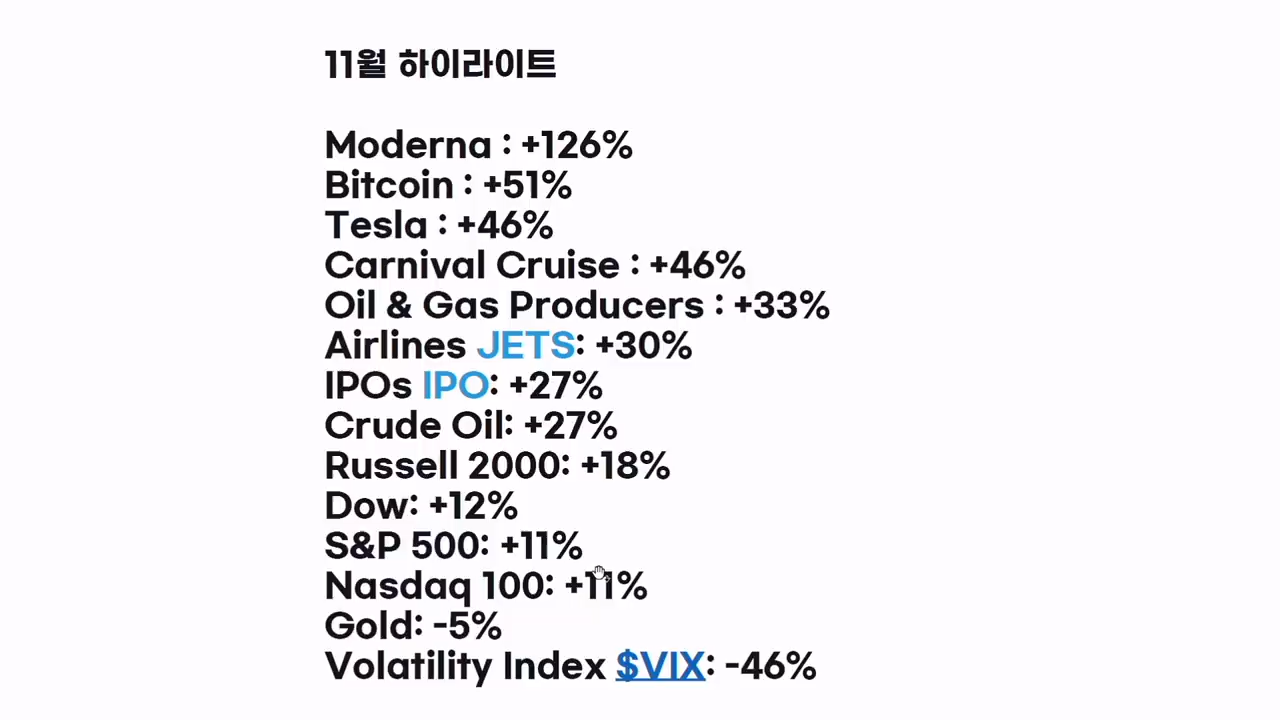 11월 하이라이트
Moderna : +126%
Bitcoin : +51%
Tesla : +46%
Carnival Cruise : +46%
Oil & Gas Producers : +33%
Airlines JETS: +30%
IPOs IPO: +27%
Crude Oil: +27%
Russell 2000: +18%
Dow: +12%
S&P 500: +11%
Nasdaq 100: +11%
Gold: -5%
Volatility Index $VIX: -46%